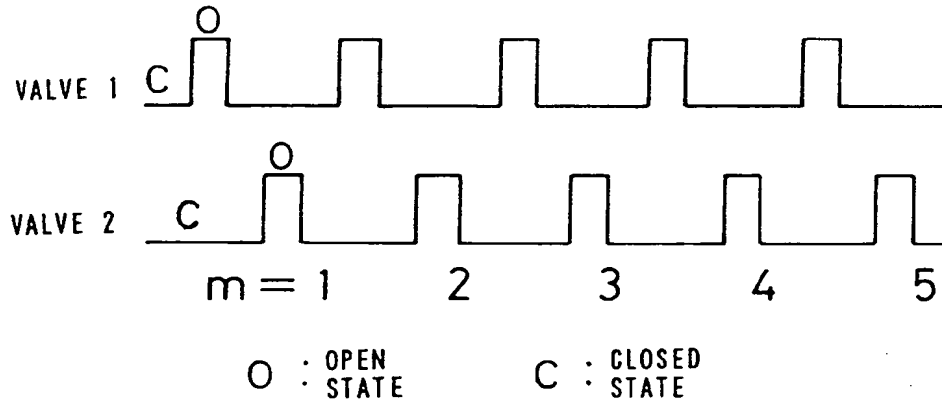 O
C
VALVE 1
O
C
VALVE 2
m = 1 2 3 4 5
O : OPEN STATE
C : CLOSED STATE